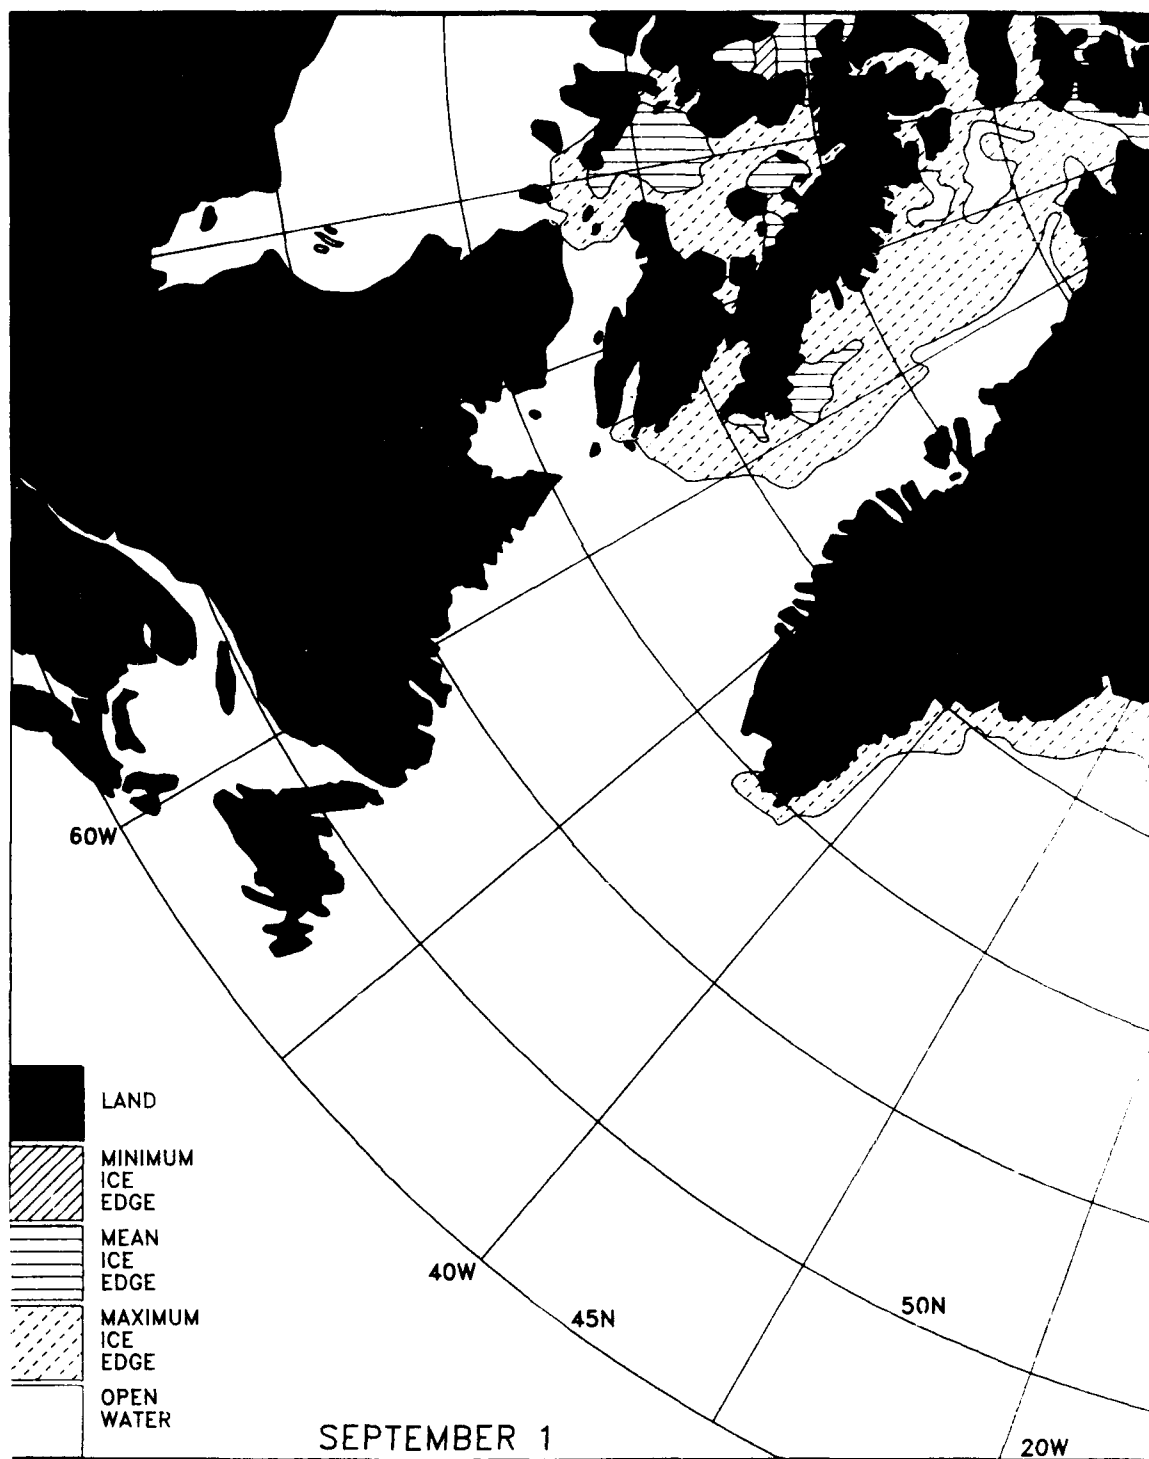 60W
LAND
MINIMUM
ICE
EDGE
MEAN
ICE
EDGE
MAXIMUM
ICE
EDGE
OPEN
WATER
40W
45N
50N
SEPTEMBER 1
20W